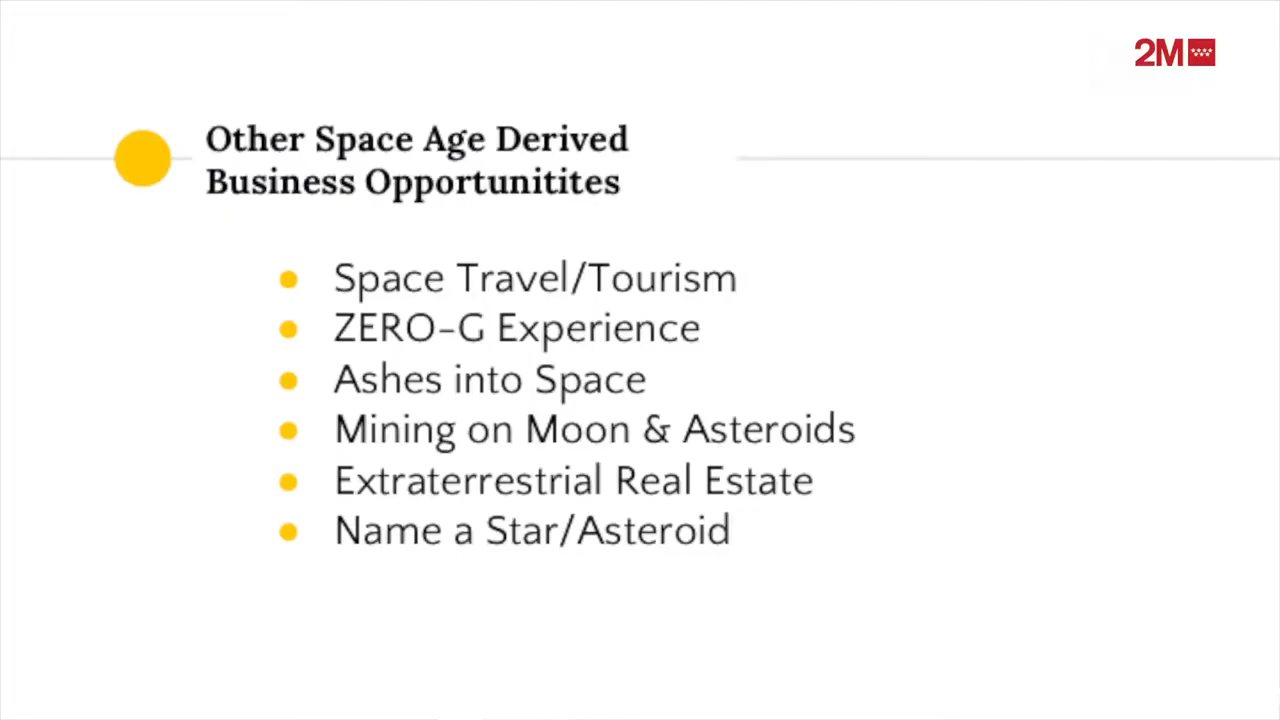 2M
Other Space Age Derived
Business Opportunitites
Space Travel/Tourism
ZERO-G Experience
Ashes into Space
Mining on Moon & Asteroids
Extraterrestrial Real Estate
Name a Star/Asteroid